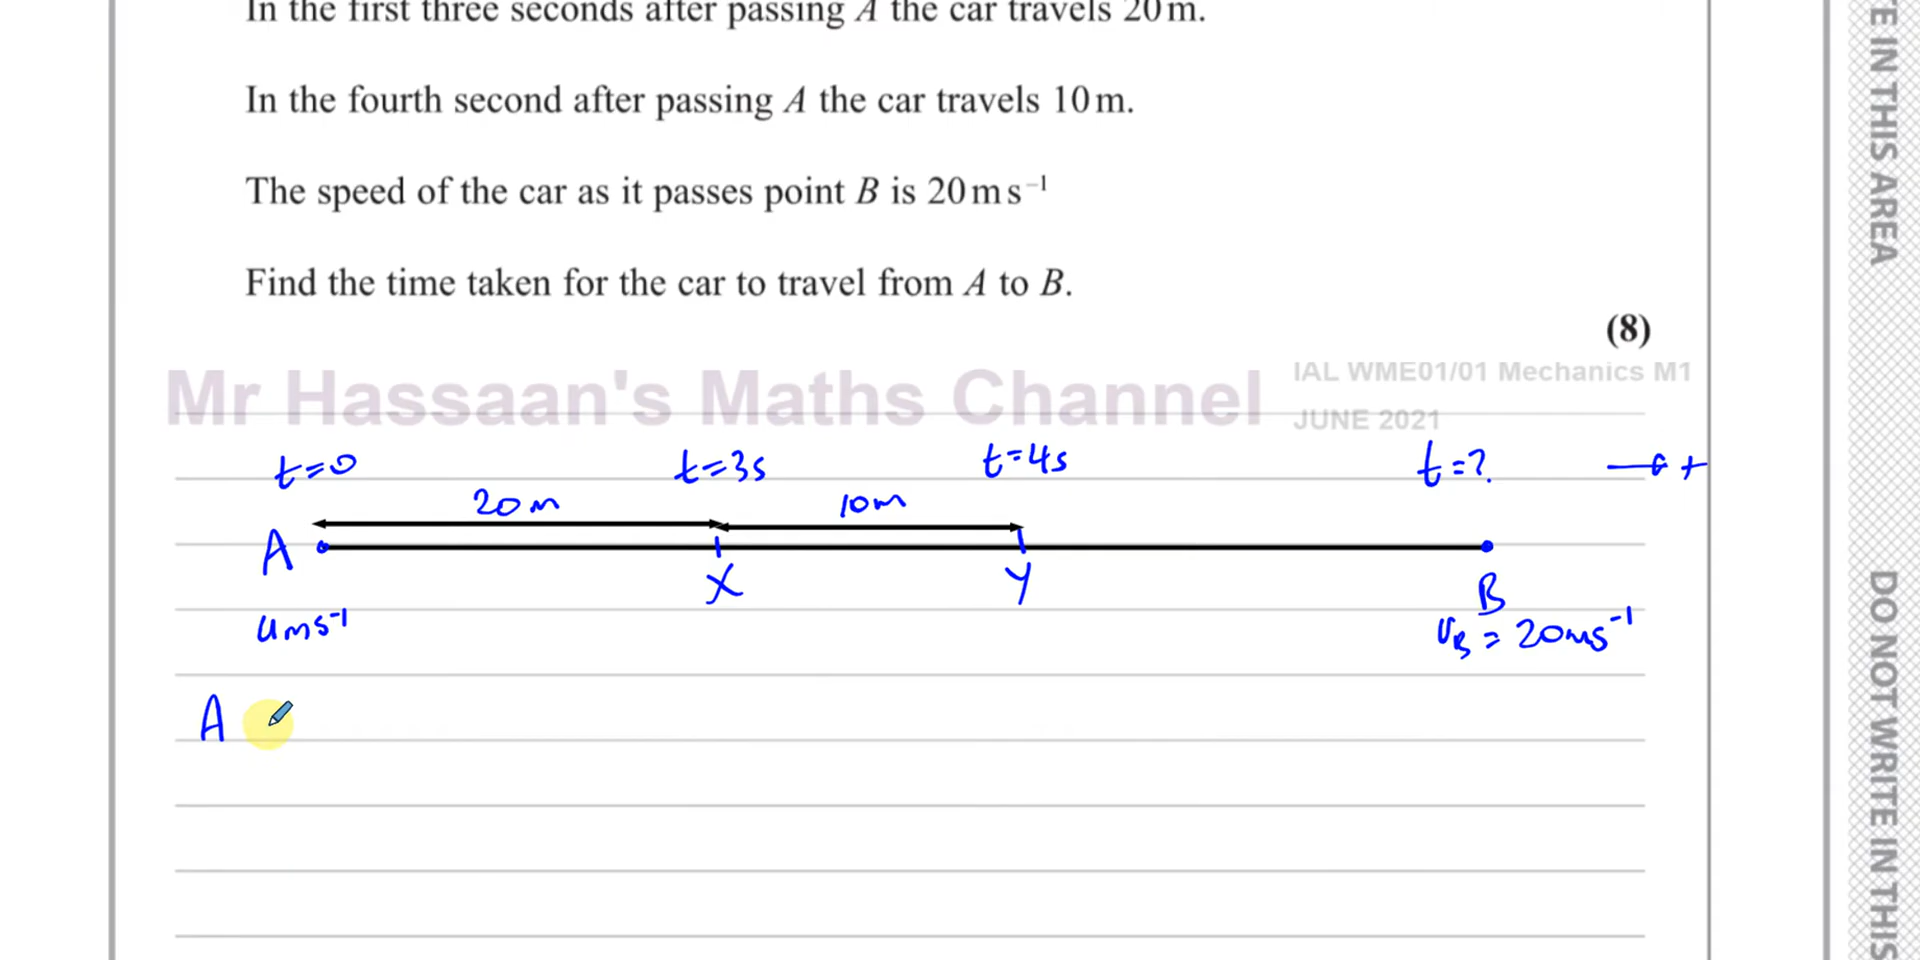 In the first three seconds after passing A the car travels 20 m.
In the fourth second after passing A the car travels 10 m.
The speed of the car as it passes point B is 20 m s⁻¹
Find the time taken for the car to travel from A to B.
(8)
Mr Hassaan's Maths Channel
IAL WME01/01 Mechanics M1
JUNE 2021
t=0 t=3s t=4s t=? +
20m 10m
A
X Y B
ums⁻¹ v_B = 20ms⁻¹
A
TE IN THIS AREA
DO NOT WRITE IN THIS